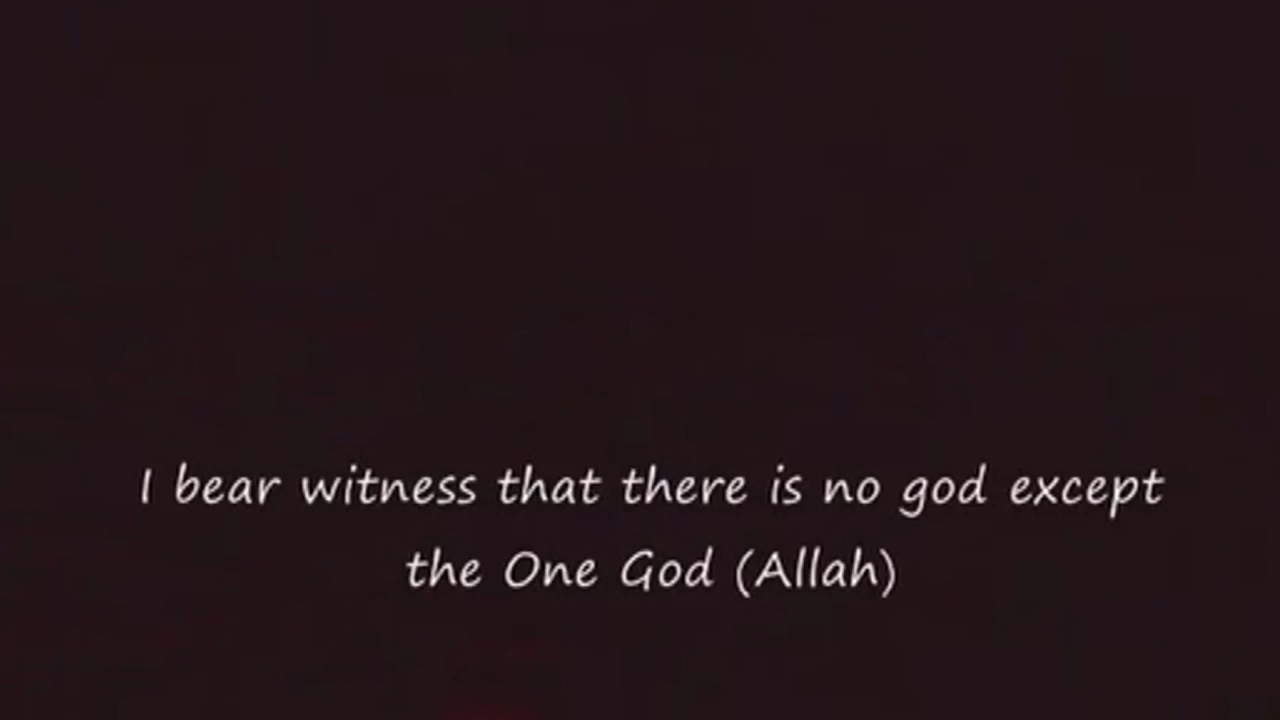 I bear witness that there is no god except
the One God (Allah)